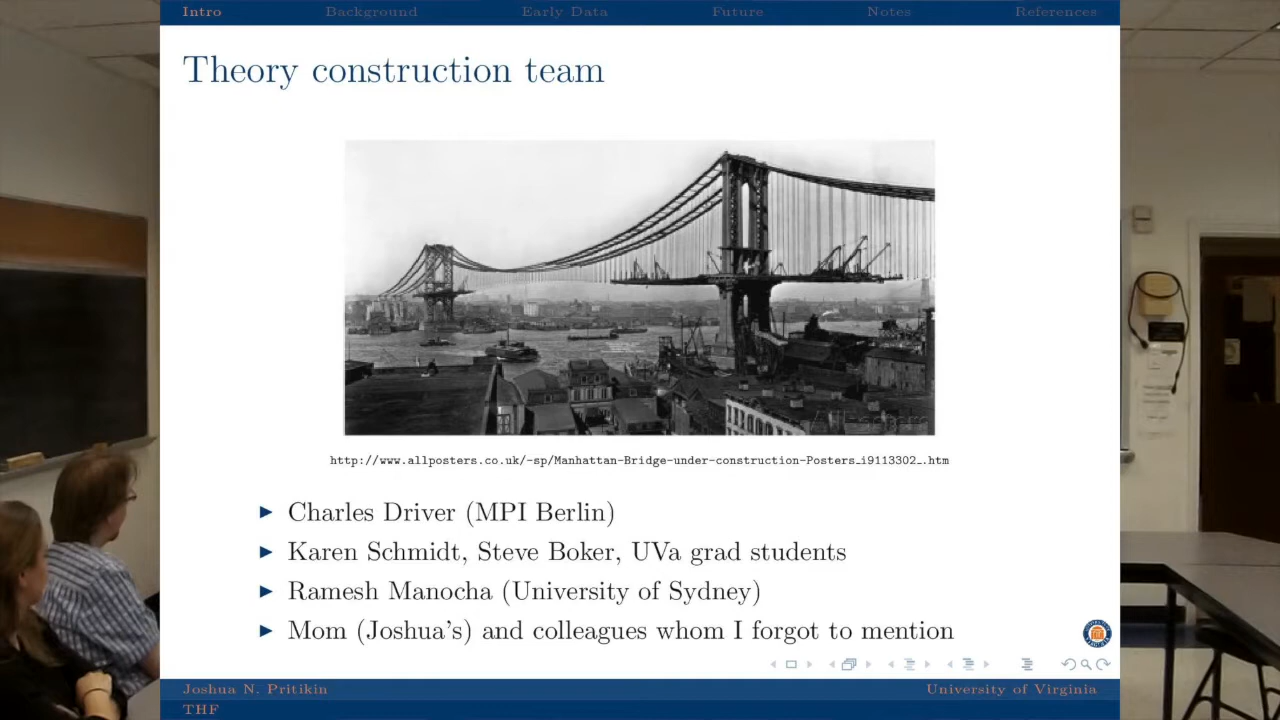 Intro Background Early Data Future Notes References
Theory construction team
http://www.allposters.co.uk/-sp/Manhattan-Bridge-under-construction-Posters_i9113302_.htm
Charles Driver (MPI Berlin)
Karen Schmidt, Steve Boker, UVa grad students
Ramesh Manocha (University of Sydney)
Mom (Joshua's) and colleagues whom I forgot to mention
Joshua N. Pritikin University of Virginia
THF